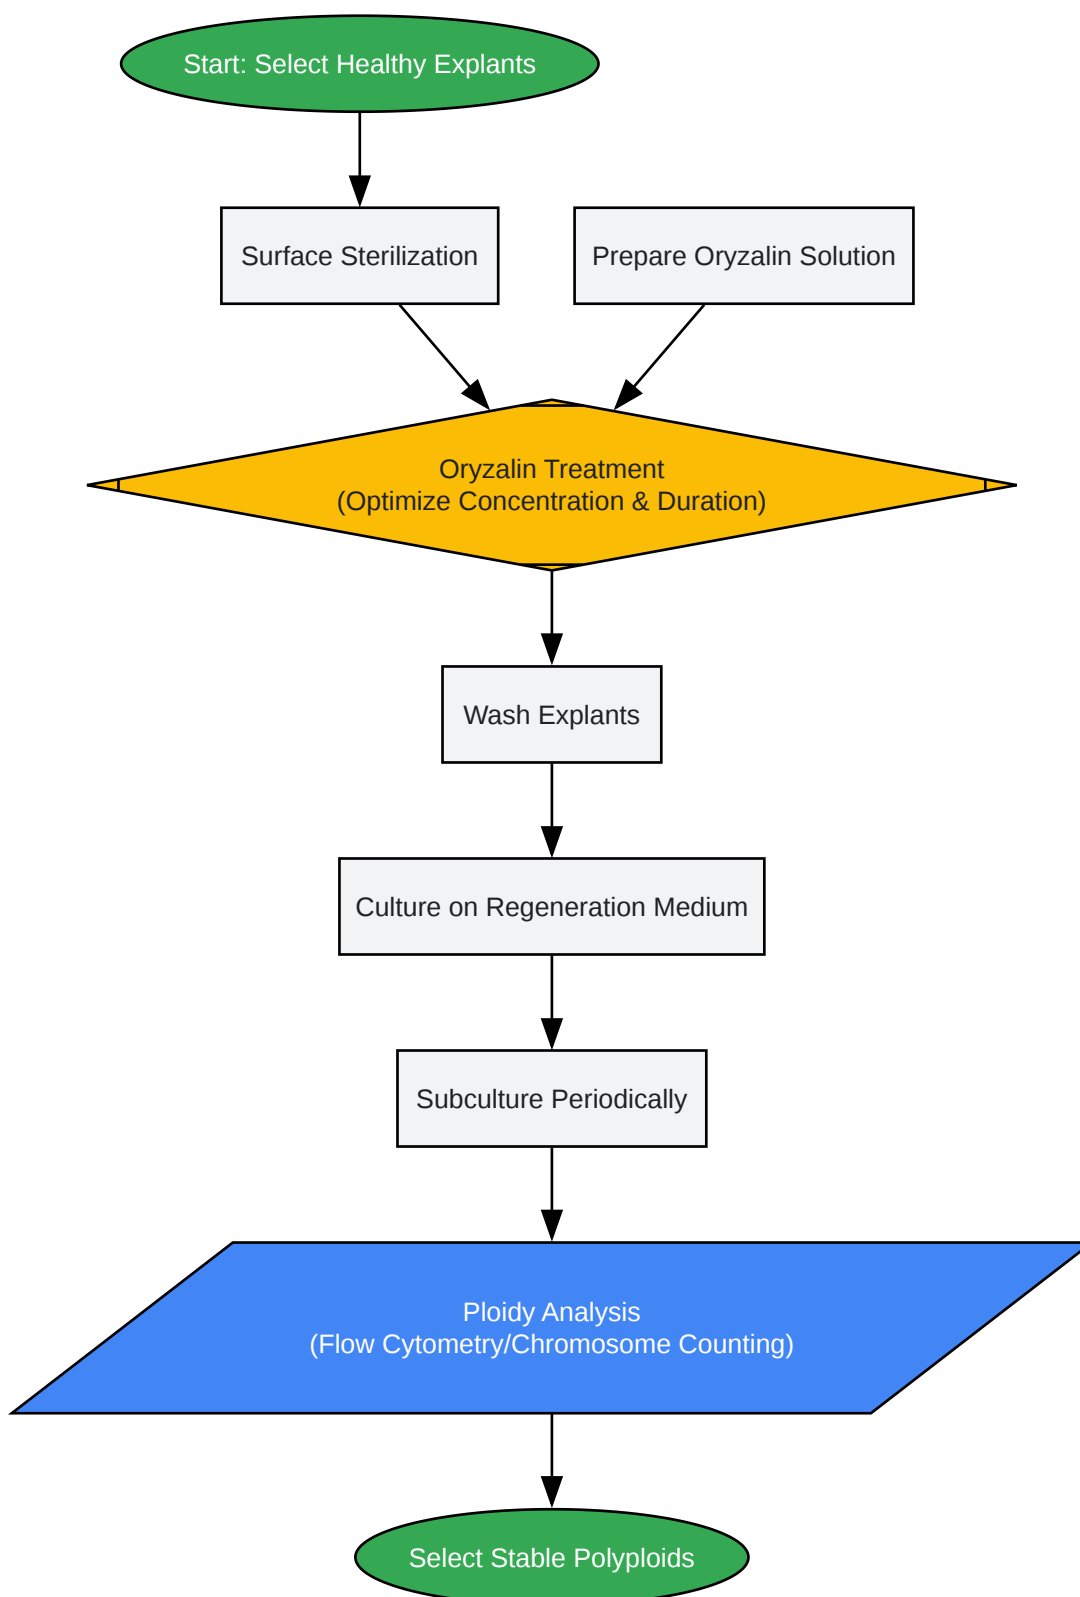 Start: Select Healthy Explants
Surface Sterilization
Prepare Oryzalin Solution
Oryzalin Treatment
(Optimize Concentration & Duration)
Wash Explants
Culture on Regeneration Medium
Subculture Periodically
Ploidy Analysis
(Flow Cytometry/Chromosome Counting)
Select Stable Polyploids